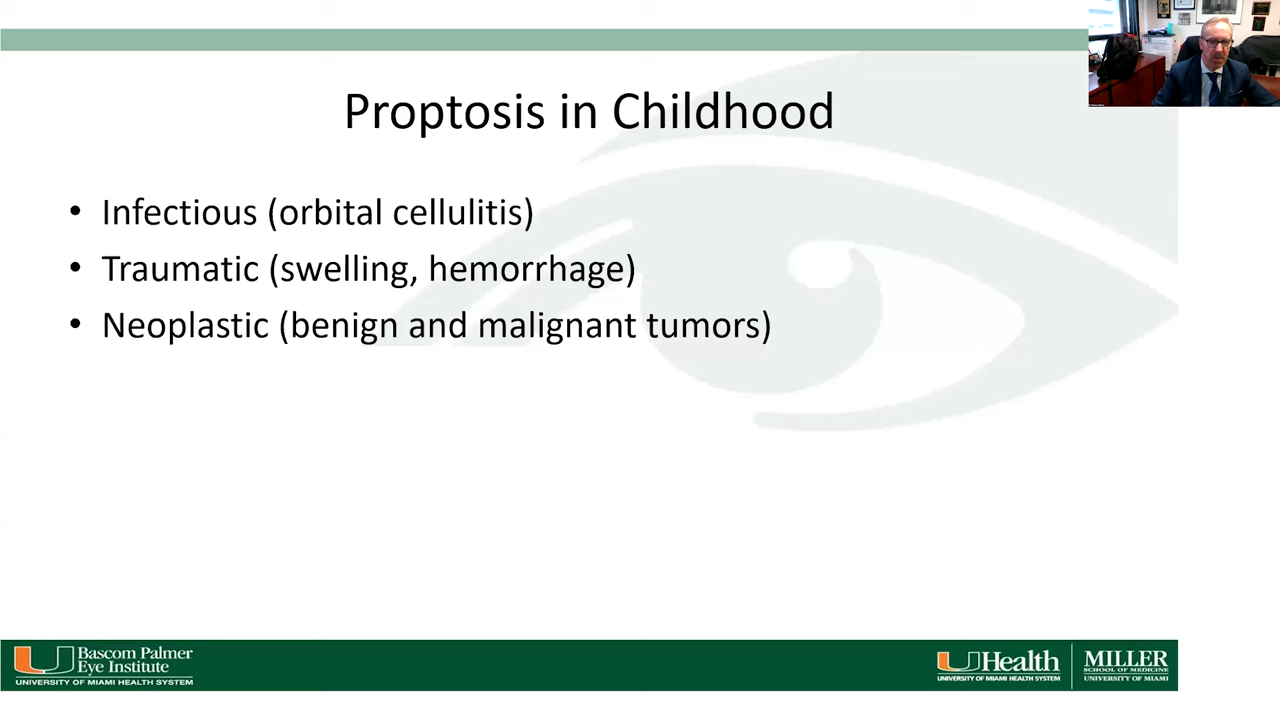 Proptosis in Childhood
• Infectious (orbital cellulitis)
• Traumatic (swelling, hemorrhage)
• Neoplastic (benign and malignant tumors)
Bascom Palmer
Eye Institute
UNIVERSITY OF MIAMI HEALTH SYSTEM
UHealth
UNIVERSITY OF MIAMI HEALTH SYSTEM
MILLER
SCHOOL OF MEDICINE
UNIVERSITY OF MIAMI